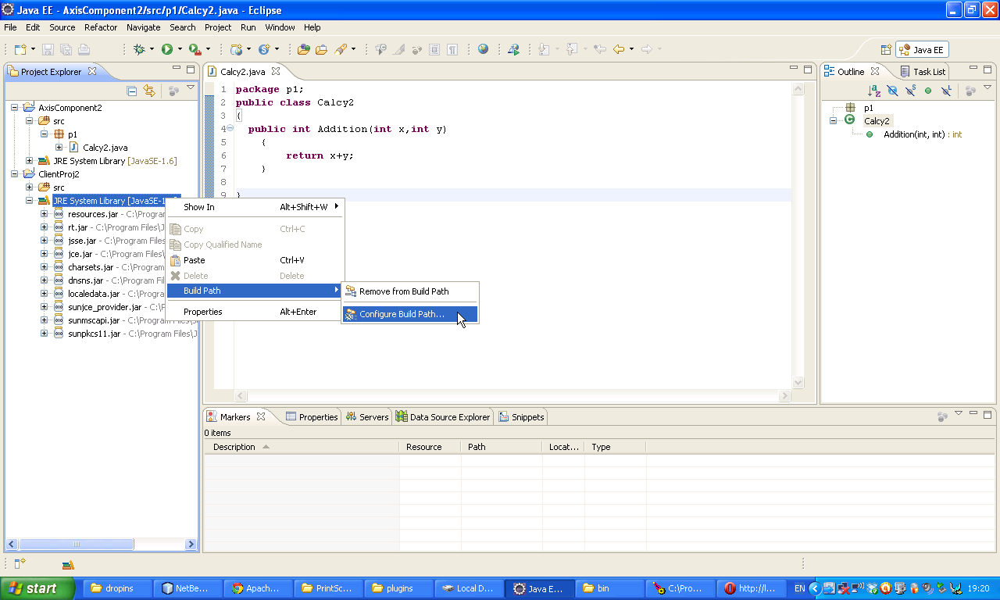 Java EE - AxisComponent2/src/p1/Calcy2.java - Eclipse
File Edit Source Refactor Navigate Search Project Run Window Help
Java EE
Project Explorer
AxisComponent2
src
p1
Calcy2.java
JRE System Library [JavaSE-1.6]
ClientProj2
src
JRE System Library [JavaSE-1
resources.jar - C:\Program
rt.jar - C:\Program Files\J
jsse.jar - C:\Program Files
jce.jar - C:\Program Files\
charsets.jar - C:\Program
dnsns.jar - C:\Program Fil
localedata.jar - C:\Progra
sunjce_provider.jar - C:\P
sunmscapi.jar - C:\Program Files\
sunpkcs11.jar - C:\Program Files\J
Calcy2.java
1 package p1;
2 public class Calcy2
3 {
4 public int Addition(int x,int y)
5 {
6 return x+y;
7 }
8
9 }
Show In Alt+Shift+W
Copy Ctrl+C
Copy Qualified Name
Paste Ctrl+V
Delete Delete
Build Path
Properties Alt+Enter
Remove from Build Path
Configure Build Path...
Outline Task List
p1
Calcy2
Addition(int, int) : int
Markers Properties Servers Data Source Explorer Snippets
0 items
Description Resource Path Locat... Type
start dropins NetBe... Apach... PrintSc... plugins Local D... Java E... bin C:\Pro... http://l... EN 19:20